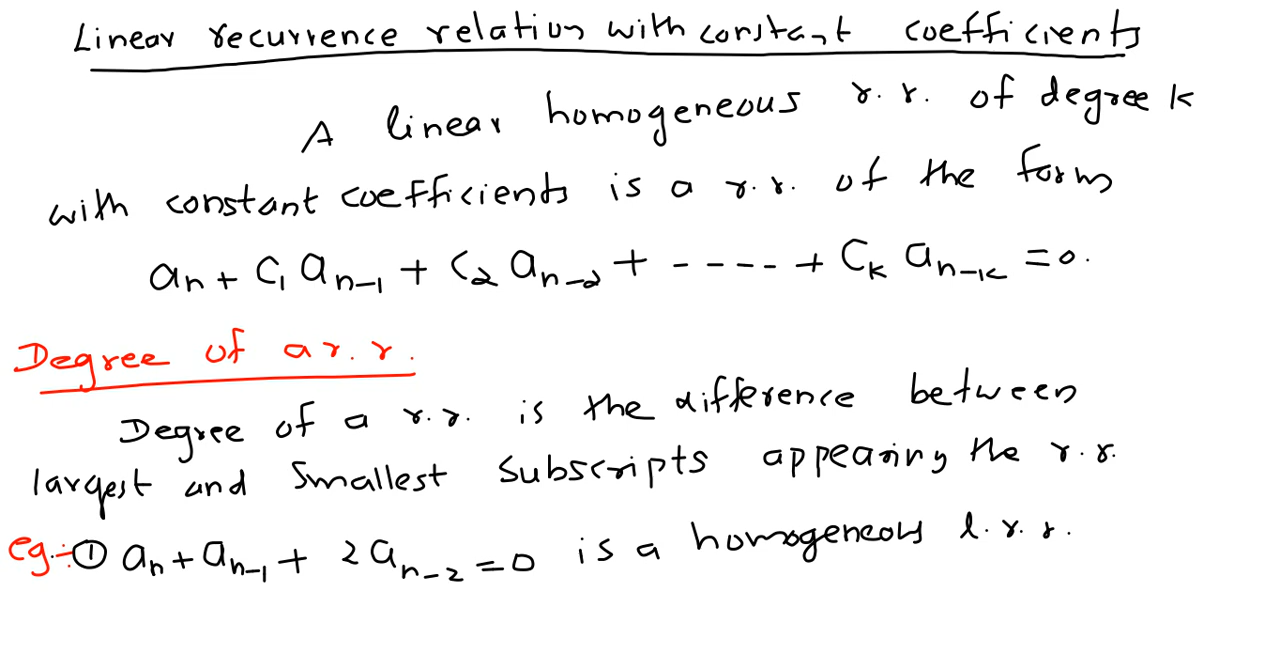 Linear recurrence relation with constant coefficients
A linear homogeneous r.r. of degree k
with constant coefficients is a r.r. of the form
aₙ + C₁ aₙ₋₁ + C₂ aₙ₋₂ + ---- + Cₖ aₙ₋ₖ = 0.
Degree of a r.r.
Degree of a r.r. is the difference between
largest and smallest subscripts appearing the r.r.
eg:- ① aₙ + aₙ₋₁ + 2aₙ₋₂ = 0 is a homogeneous l.r.r.